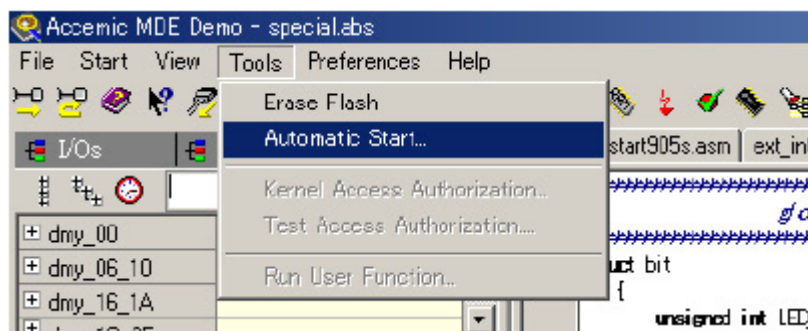 Accemic MDE Demo - special.abs
File Start View Tools Preferences Help
Erase Flash
Automatic Start...
start905s.asm
I/Os
Kernel Access Authorization...
Test Access Authorization....
Run User Function...
dmy_00
dmy_06_10
dmy_16_1A
bit
{
unsigned int LED